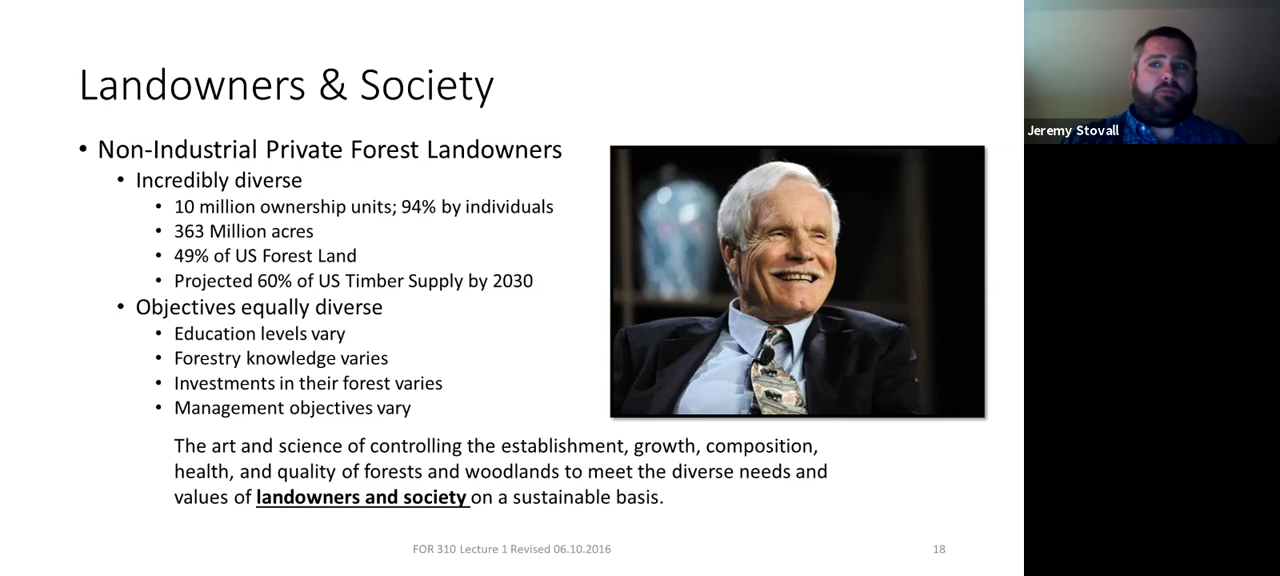 Landowners & Society
• Non-Industrial Private Forest Landowners
• Incredibly diverse
• 10 million ownership units; 94% by individuals
• 363 Million acres
• 49% of US Forest Land
• Projected 60% of US Timber Supply by 2030
• Objectives equally diverse
• Education levels vary
• Forestry knowledge varies
• Investments in their forest varies
• Management objectives vary
The art and science of controlling the establishment, growth, composition,
health, and quality of forests and woodlands to meet the diverse needs and
values of landowners and society on a sustainable basis.
FOR 310 Lecture 1 Revised 06.10.2016
18
Jeremy Stovall